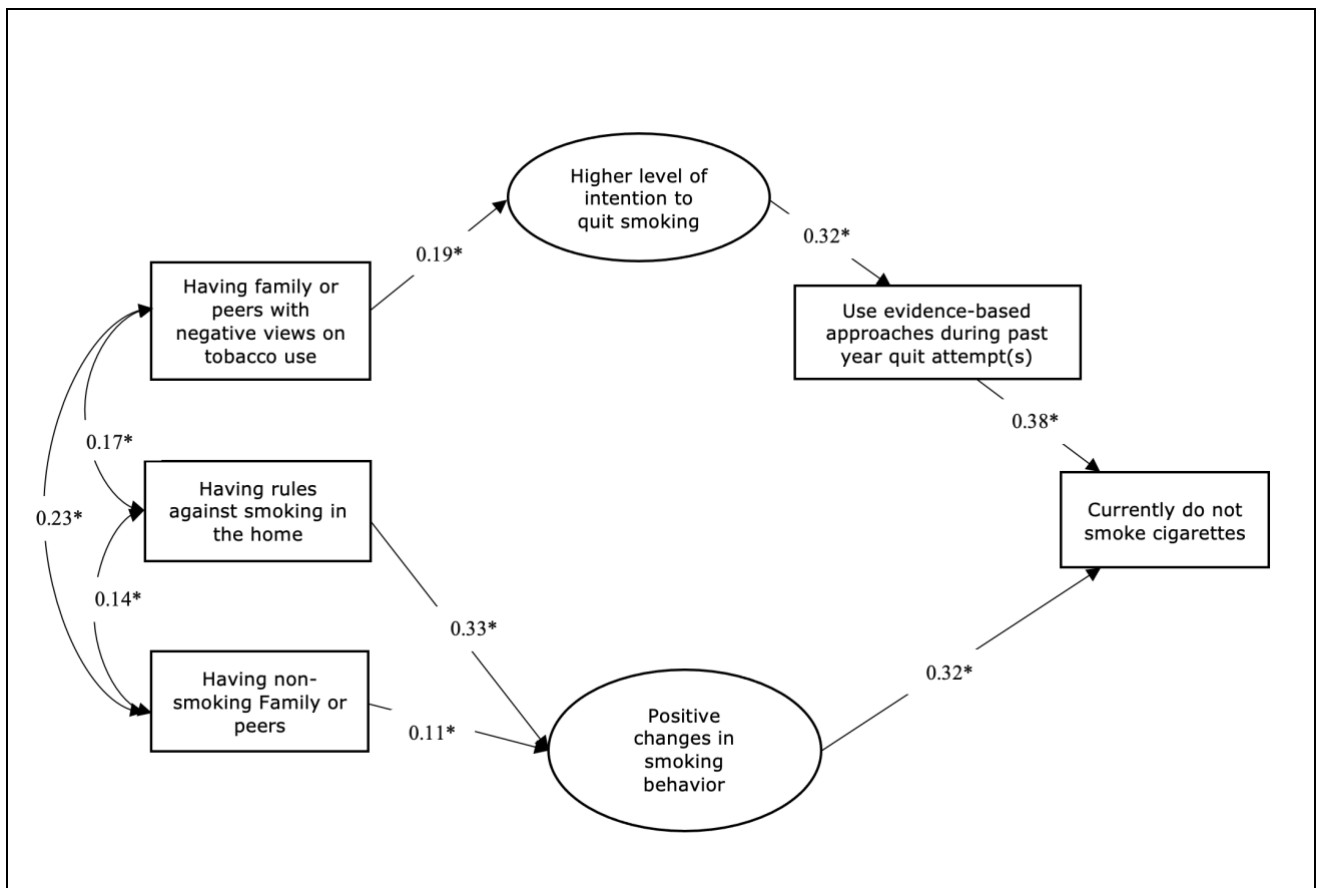 Higher level of
intention to
quit smoking
0.32*
0.19*
Having family or
peers with
negative views on
tobacco use
Use evidence-based
approaches during past
year quit attempt(s)
0.38*
0.17*
Having rules
against smoking in
the home
0.23*
Currently do not
smoke cigarettes
0.14*
0.33*
Having non-
smoking Family or
peers
0.11*
0.32*
Positive
changes in
smoking
behavior